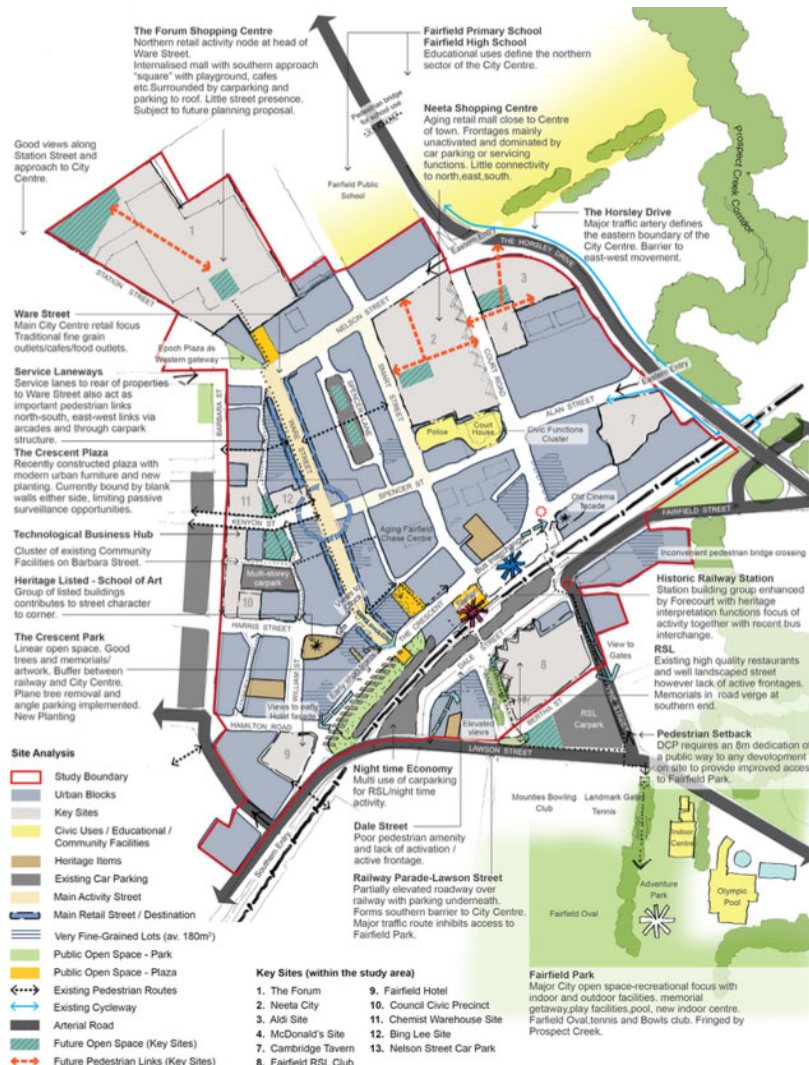 The Forum Shopping Centre
Northern retail activity node at head of
Ware Street.
Internalised mall with southern approach
"square" with playground, cafes
etc.Surrounded by carparking and
parking to roof. Little street presence.
Subject to future planning proposal.
Fairfield Primary School
Fairfield High School
Educational uses define the northern
sector of the City Centre.
Pedestrian bridge
for school use
Neeta Shopping Centre
Aging retail mall close to Centre
of town. Frontages mainly
unactivated and dominated by
car parking or servicing
functions. Little connectivity
to north,east,south.
Prospect Creek Corridor
Good views along
Station Street and
approach to City
Centre.
Fairfield Public
School
The Horsley Drive
Major traffic artery defines
the eastern boundary of the
City Centre. Barrier to
east-west movement.
Eastern Entry
THE HORSLEY DRIVE
1
STATION STREET
2
3
4
NELSON STREET
Ware Street
Main City Centre retail focus
Traditional fine grain
outlets/cafes/food outlets.
Epoch Plaza as
Western gateway
SMART STREET
COURT ROAD
SPENCER LANE
Eastern Entry
ALAN STREET
Service Laneways
Service lanes to rear of properties
to Ware Street also act as
important pedestrian links
north-south, east-west links via
arcades and through carpark
structure.
BARBARA ST
WARE STREET
Police
Court
House
Civic Functions
Cluster
7
The Crescent Plaza
Recently constructed plaza with
modern urban furniture and new
planting. Currently bound by blank
walls either side, limiting passive
surveillance opportunities.
11
12
SPENCER ST
KENYON ST
Old Cinema
facade
FAIRFIELD STREET
Technological Business Hub
Cluster of existing Community
Facilities on Barbara Street.
Aging Fairfield
Chase Centre
Bus Interchange
Inconvenient pedestrian bridge crossing
Multi-storey
carpark
Heritage Listed - School of Art
Group of listed buildings
contributes to street character
to corner.
10
HARRIS STREET
THE CRESCENT
Historic Railway Station
Station building group enhanced
by Forecourt with heritage
interpretation functions focus of
activity together with recent bus
interchange.
The Crescent Park
Linear open space. Good
trees and memorials/
artwork. Buffer between
railway and City Centre.
Plane tree removal and
angle parking implemented.
New Planting
WILLIAM ST
DALE STREET
8
View to
Gates
RSL
Existing high quality restaurants
and well landscaped street
however lack of active frontages.
Memorials in road verge at
southern end.
Views to early
Hotel facade
HAMILTON ROAD
9
Elevated
views
BERTHA ST
RSL
Carpark
LAWSON STREET
Pedestrian Setback
DCP requires an 8m dedication of
a public way to any development
on site to provide improved access
to Fairfield Park.
Southern Entry
Night time Economy
Multi use of carparking
for RSL/night time
activity.
Mounties Bowling
Club
Landmark Gates
Tennis
Dale Street
Poor pedestrian amenity
and lack of activation /
active frontage.
Indoor
Centre
Railway Parade-Lawson Street
Partially elevated roadway over
railway with parking underneath.
Forms southern barrier to City Centre.
Major traffic route inhibits access to
Fairfield Park.
Fairfield Oval
Adventure
Park
Olympic
Pool
Site Analysis
Study Boundary
Urban Blocks
Key Sites
Civic Uses / Educational /
Community Facilities
Heritage Items
Existing Car Parking
Main Activity Street
Main Retail Street / Destination
Very Fine-Grained Lots (av. 180m²)
Public Open Space - Park
Public Open Space - Plaza
Existing Pedestrian Routes
Existing Cycleway
Arterial Road
Future Open Space (Key Sites)
Future Pedestrian Links (Key Sites)
Key Sites (within the study area)
1. The Forum
2. Neeta City
3. Aldi Site
4. McDonald's Site
7. Cambridge Tavern
8. Fairfield RSL Club
9. Fairfield Hotel
10. Council Civic Precinct
11. Chemist Warehouse Site
12. Bing Lee Site
13. Nelson Street Car Park
Fairfield Park
Major City open space-recreational focus with
indoor and outdoor facilities. memorial
getaway,play facilities,pool, new indoor centre.
Farfield Oval,tennis and Bowls club. Fringed by
Prospect Creek.